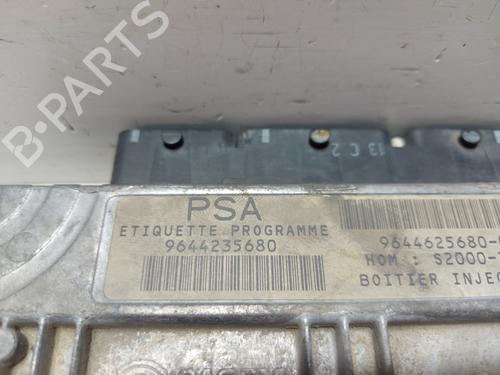 B-PARTS
13 C 2
PSA
ETIQUETTE PROGRAMME
9644235680
9644625680-
HOM : S2000-
BOITIER INJEC